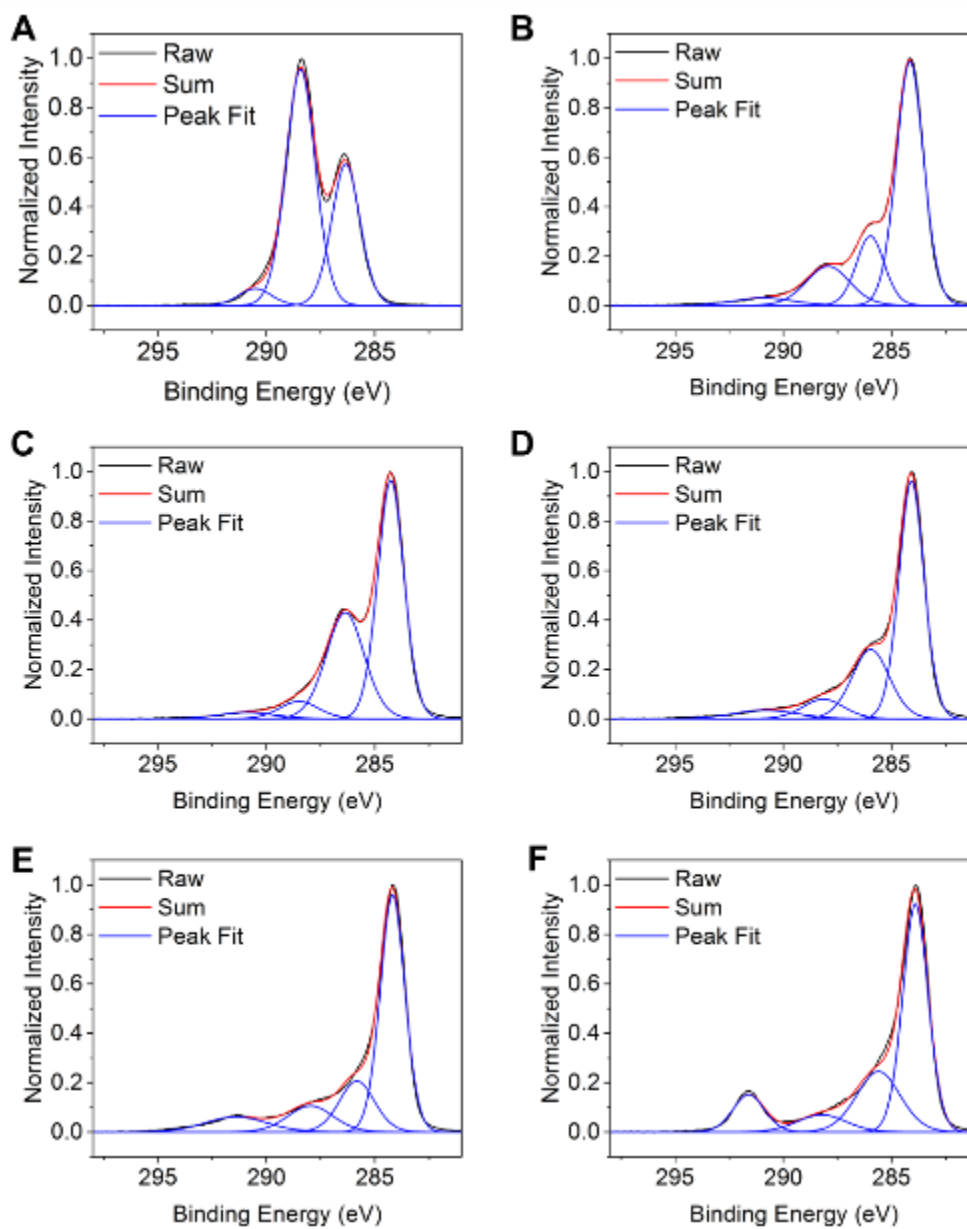 A
Raw
Sum
Peak Fit
1.0
0.8
0.6
0.4
0.2
0.0
Normalized Intensity
295 290 285
Binding Energy (eV)
B
Raw
Sum
Peak Fit
1.0
0.8
0.6
0.4
0.2
0.0
Normalized Intensity
295 290 285
Binding Energy (eV)
C
Raw
Sum
Peak Fit
1.0
0.8
0.6
0.4
0.2
0.0
Normalized Intensity
295 290 285
Binding Energy (eV)
D
Raw
Sum
Peak Fit
1.0
0.8
0.6
0.4
0.2
0.0
Normalized Intensity
295 290 285
Binding Energy (eV)
E
Raw
Sum
Peak Fit
1.0
0.8
0.6
0.4
0.2
0.0
Normalized Intensity
295 290 285
Binding Energy (eV)
F
Raw
Sum
Peak Fit
1.0
0.8
0.6
0.4
0.2
0.0
Normalized Intensity
295 290 285
Binding Energy (eV)